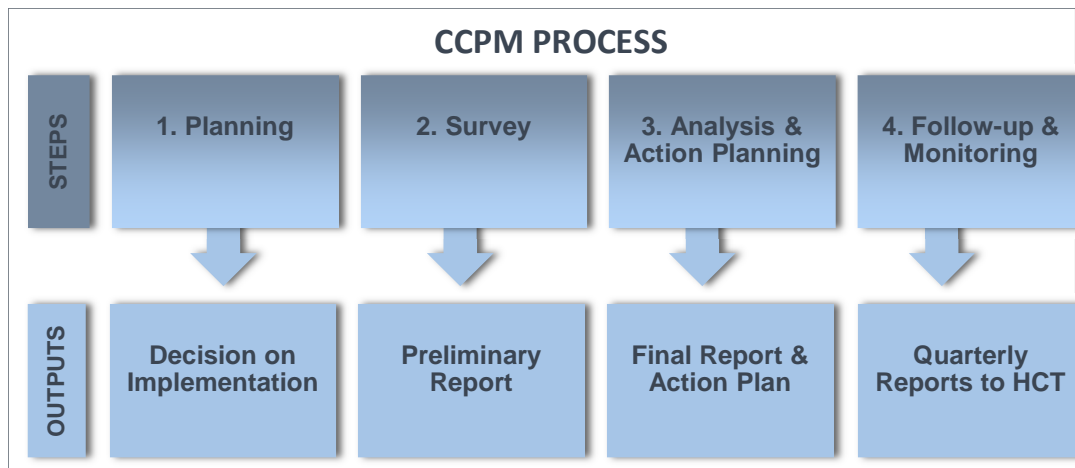 CCPM PROCESS
STEPS
1. Planning
2. Survey
3. Analysis &
Action Planning
4. Follow-up &
Monitoring
OUTPUTS
Decision on
Implementation
Preliminary
Report
Final Report &
Action Plan
Quarterly
Reports to HCT